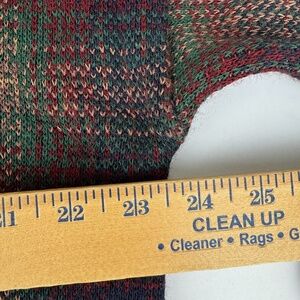 21 22 23 24 25
CLEAN UP
• Cleaner • Rags • G